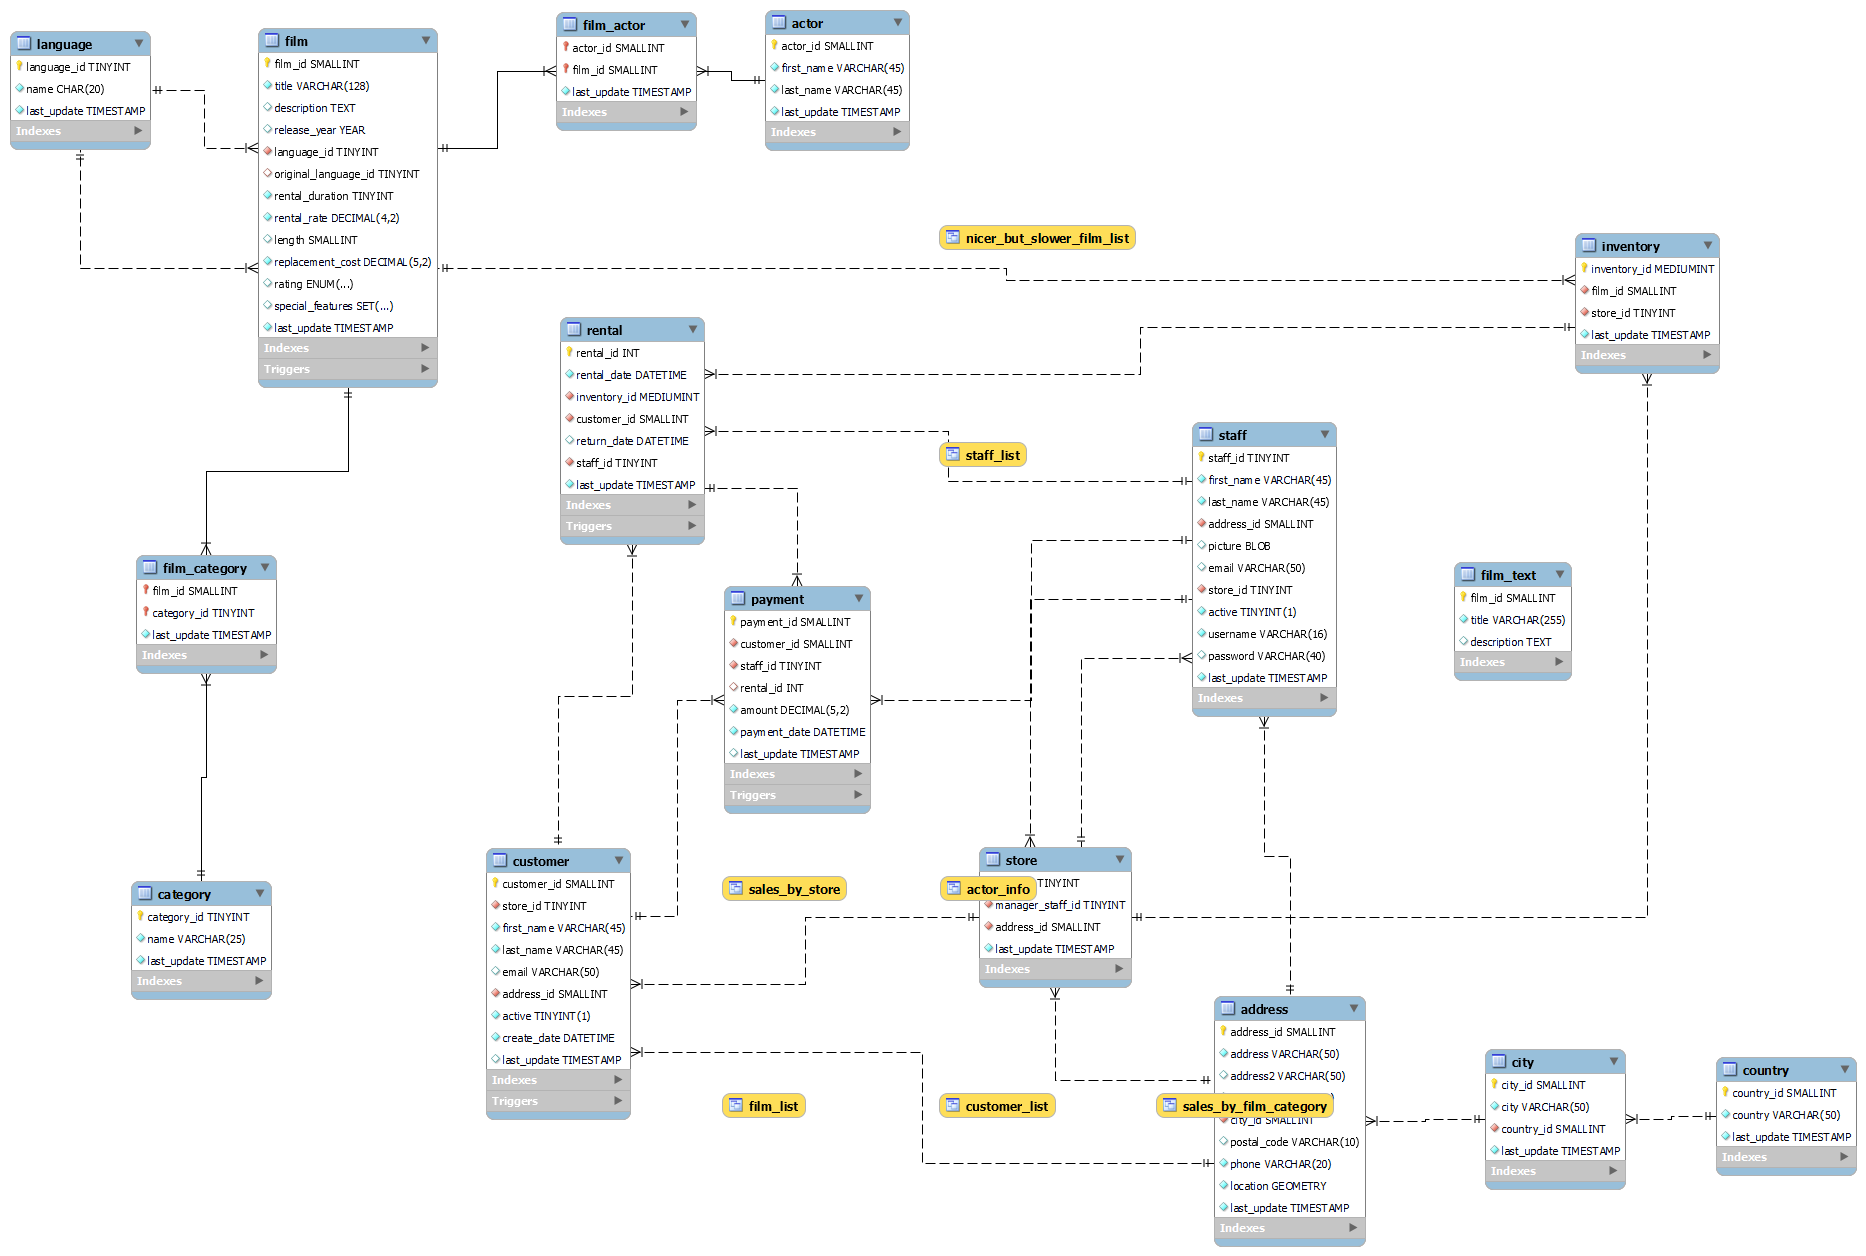 language
language_id TINYINT
name CHAR(20)
last_update TIMESTAMP
Indexes
film
film_id SMALLINT
title VARCHAR(128)
description TEXT
release_year YEAR
language_id TINYINT
original_language_id TINYINT
rental_duration TINYINT
rental_rate DECIMAL(4,2)
length SMALLINT
replacement_cost DECIMAL(5,2)
rating ENUM(...)
special_features SET(...)
last_update TIMESTAMP
Indexes
Triggers
film_actor
actor_id SMALLINT
film_id SMALLINT
last_update TIMESTAMP
Indexes
actor
actor_id SMALLINT
first_name VARCHAR(45)
last_name VARCHAR(45)
last_update TIMESTAMP
Indexes
nicer_but_slower_film_list
inventory
inventory_id MEDIUMINT
film_id SMALLINT
store_id TINYINT
last_update TIMESTAMP
Indexes
rental
rental_id INT
rental_date DATETIME
inventory_id MEDIUMINT
customer_id SMALLINT
return_date DATETIME
staff_id TINYINT
last_update TIMESTAMP
Indexes
Triggers
staff_list
staff
staff_id TINYINT
first_name VARCHAR(45)
last_name VARCHAR(45)
address_id SMALLINT
picture BLOB
email VARCHAR(50)
store_id TINYINT
active TINYINT(1)
username VARCHAR(16)
password VARCHAR(40)
last_update TIMESTAMP
Indexes
film_category
film_id SMALLINT
category_id TINYINT
last_update TIMESTAMP
Indexes
payment
payment_id SMALLINT
customer_id SMALLINT
staff_id TINYINT
rental_id INT
amount DECIMAL(5,2)
payment_date DATETIME
last_update TIMESTAMP
Indexes
Triggers
film_text
film_id SMALLINT
title VARCHAR(255)
description TEXT
Indexes
category
category_id TINYINT
name VARCHAR(25)
last_update TIMESTAMP
Indexes
customer
customer_id SMALLINT
store_id TINYINT
first_name VARCHAR(45)
last_name VARCHAR(45)
email VARCHAR(50)
address_id SMALLINT
active TINYINT(1)
create_date DATETIME
last_update TIMESTAMP
Indexes
Triggers
sales_by_store
actor_info
store
TINYINT
manager_staff_id TINYINT
address_id SMALLINT
last_update TIMESTAMP
Indexes
film_list
customer_list
sales_by_film_category
address
address_id SMALLINT
address VARCHAR(50)
address2 VARCHAR(50)
city_id SMALLINT
postal_code VARCHAR(10)
phone VARCHAR(20)
location GEOMETRY
last_update TIMESTAMP
Indexes
city
city_id SMALLINT
city VARCHAR(50)
country_id SMALLINT
last_update TIMESTAMP
Indexes
country
country_id SMALLINT
country VARCHAR(50)
last_update TIMESTAMP
Indexes